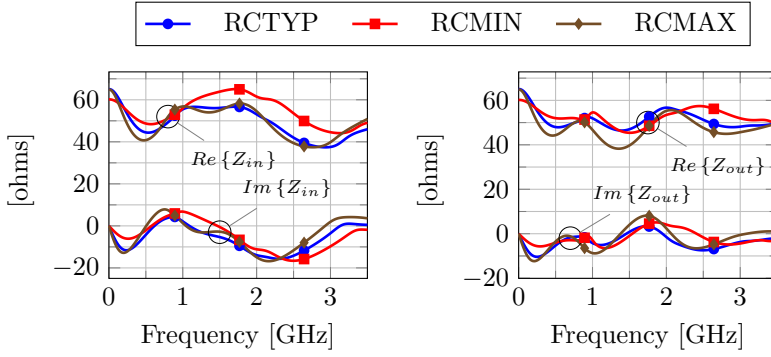 RCTYP RCMIN RCMAX
60
40
20
0
−20
[ohms]
Re {Z_in}
Im {Z_in}
0 1 2 3
Frequency [GHz]
80
60
40
20
0
−20
[ohms]
Re {Z_out}
Im {Z_out}
0 1 2 3
Frequency [GHz]